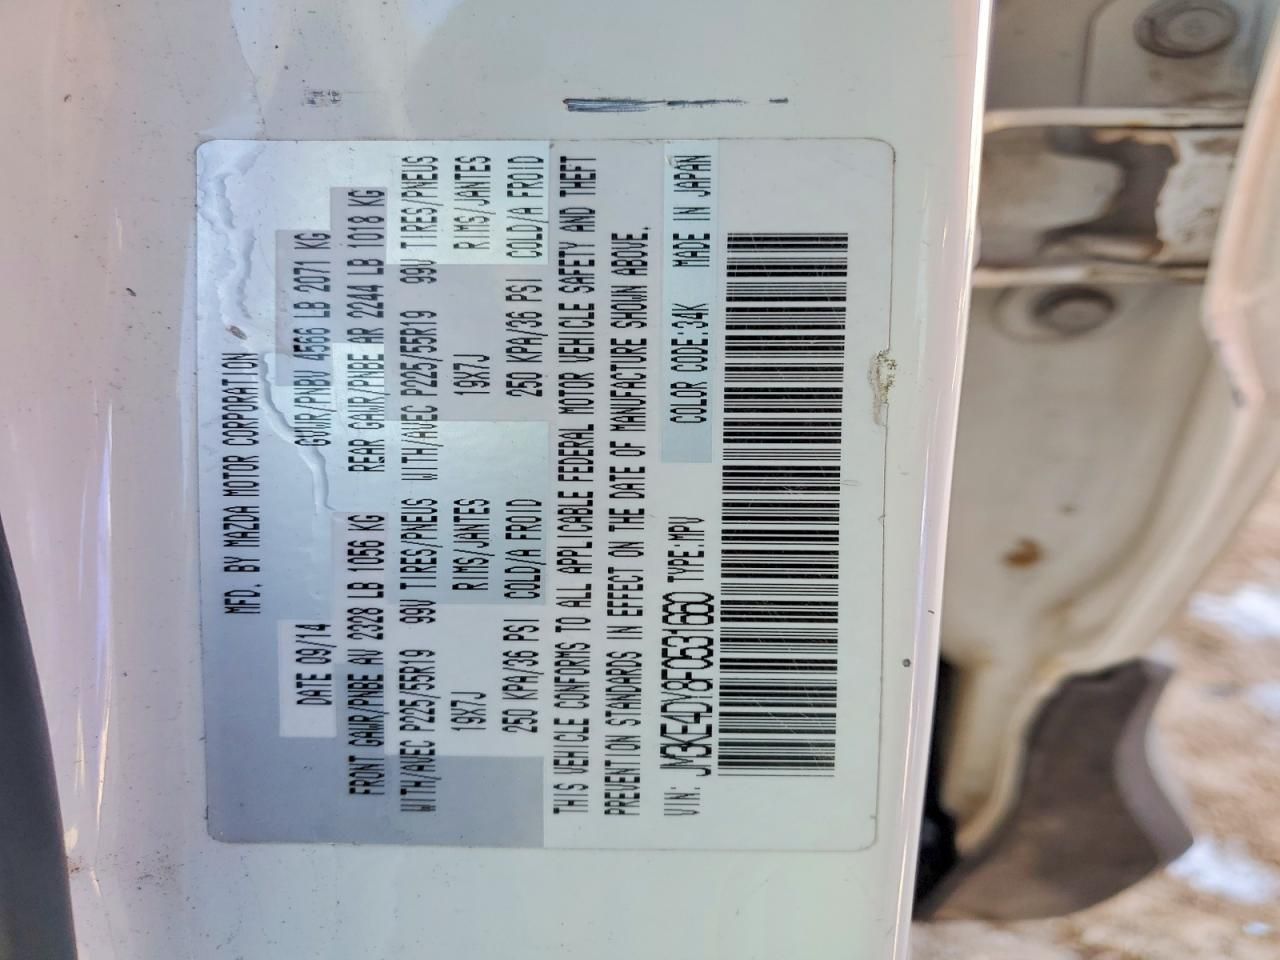 MFD. BY MAZDA MOTOR CORPORATION
DATE 09/14 GVWR/PNBV 4566 LB 2071 KG
FRONT GAWR/PNBE AV 2328 LB 1056 KG REAR GAWR/PNBE AR 2244 LB 1018 KG
WITH/AVEC P225/55R19 99V TIRES/PNEUS WITH/AVEC P225/55R19 99V TIRES/PNEUS
19X7J RIMS/JANTES 19X7J RIMS/JANTES
250 KPA/36 PSI COLD/A FROID 250 KPA/36 PSI COLD/A FROID
THIS VEHICLE CONFORMS TO ALL APPLICABLE FEDERAL MOTOR VEHICLE SAFETY AND THEFT
PREVENTION STANDARDS IN EFFECT ON THE DATE OF MANUFACTURE SHOWN ABOVE.
VIN: JM3KE4DY8F0531660 TYPE:MPV COLOR CODE:34K MADE IN JAPAN